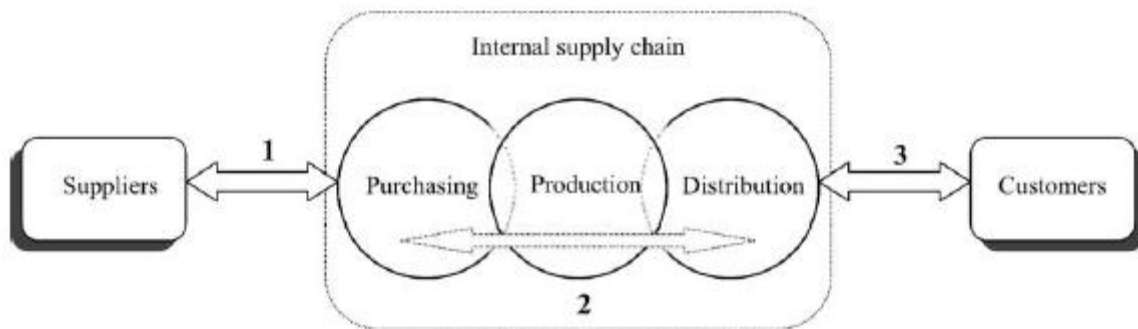 Internal supply chain
1
3
Suppliers
Purchasing
Production
Distribution
Customers
2